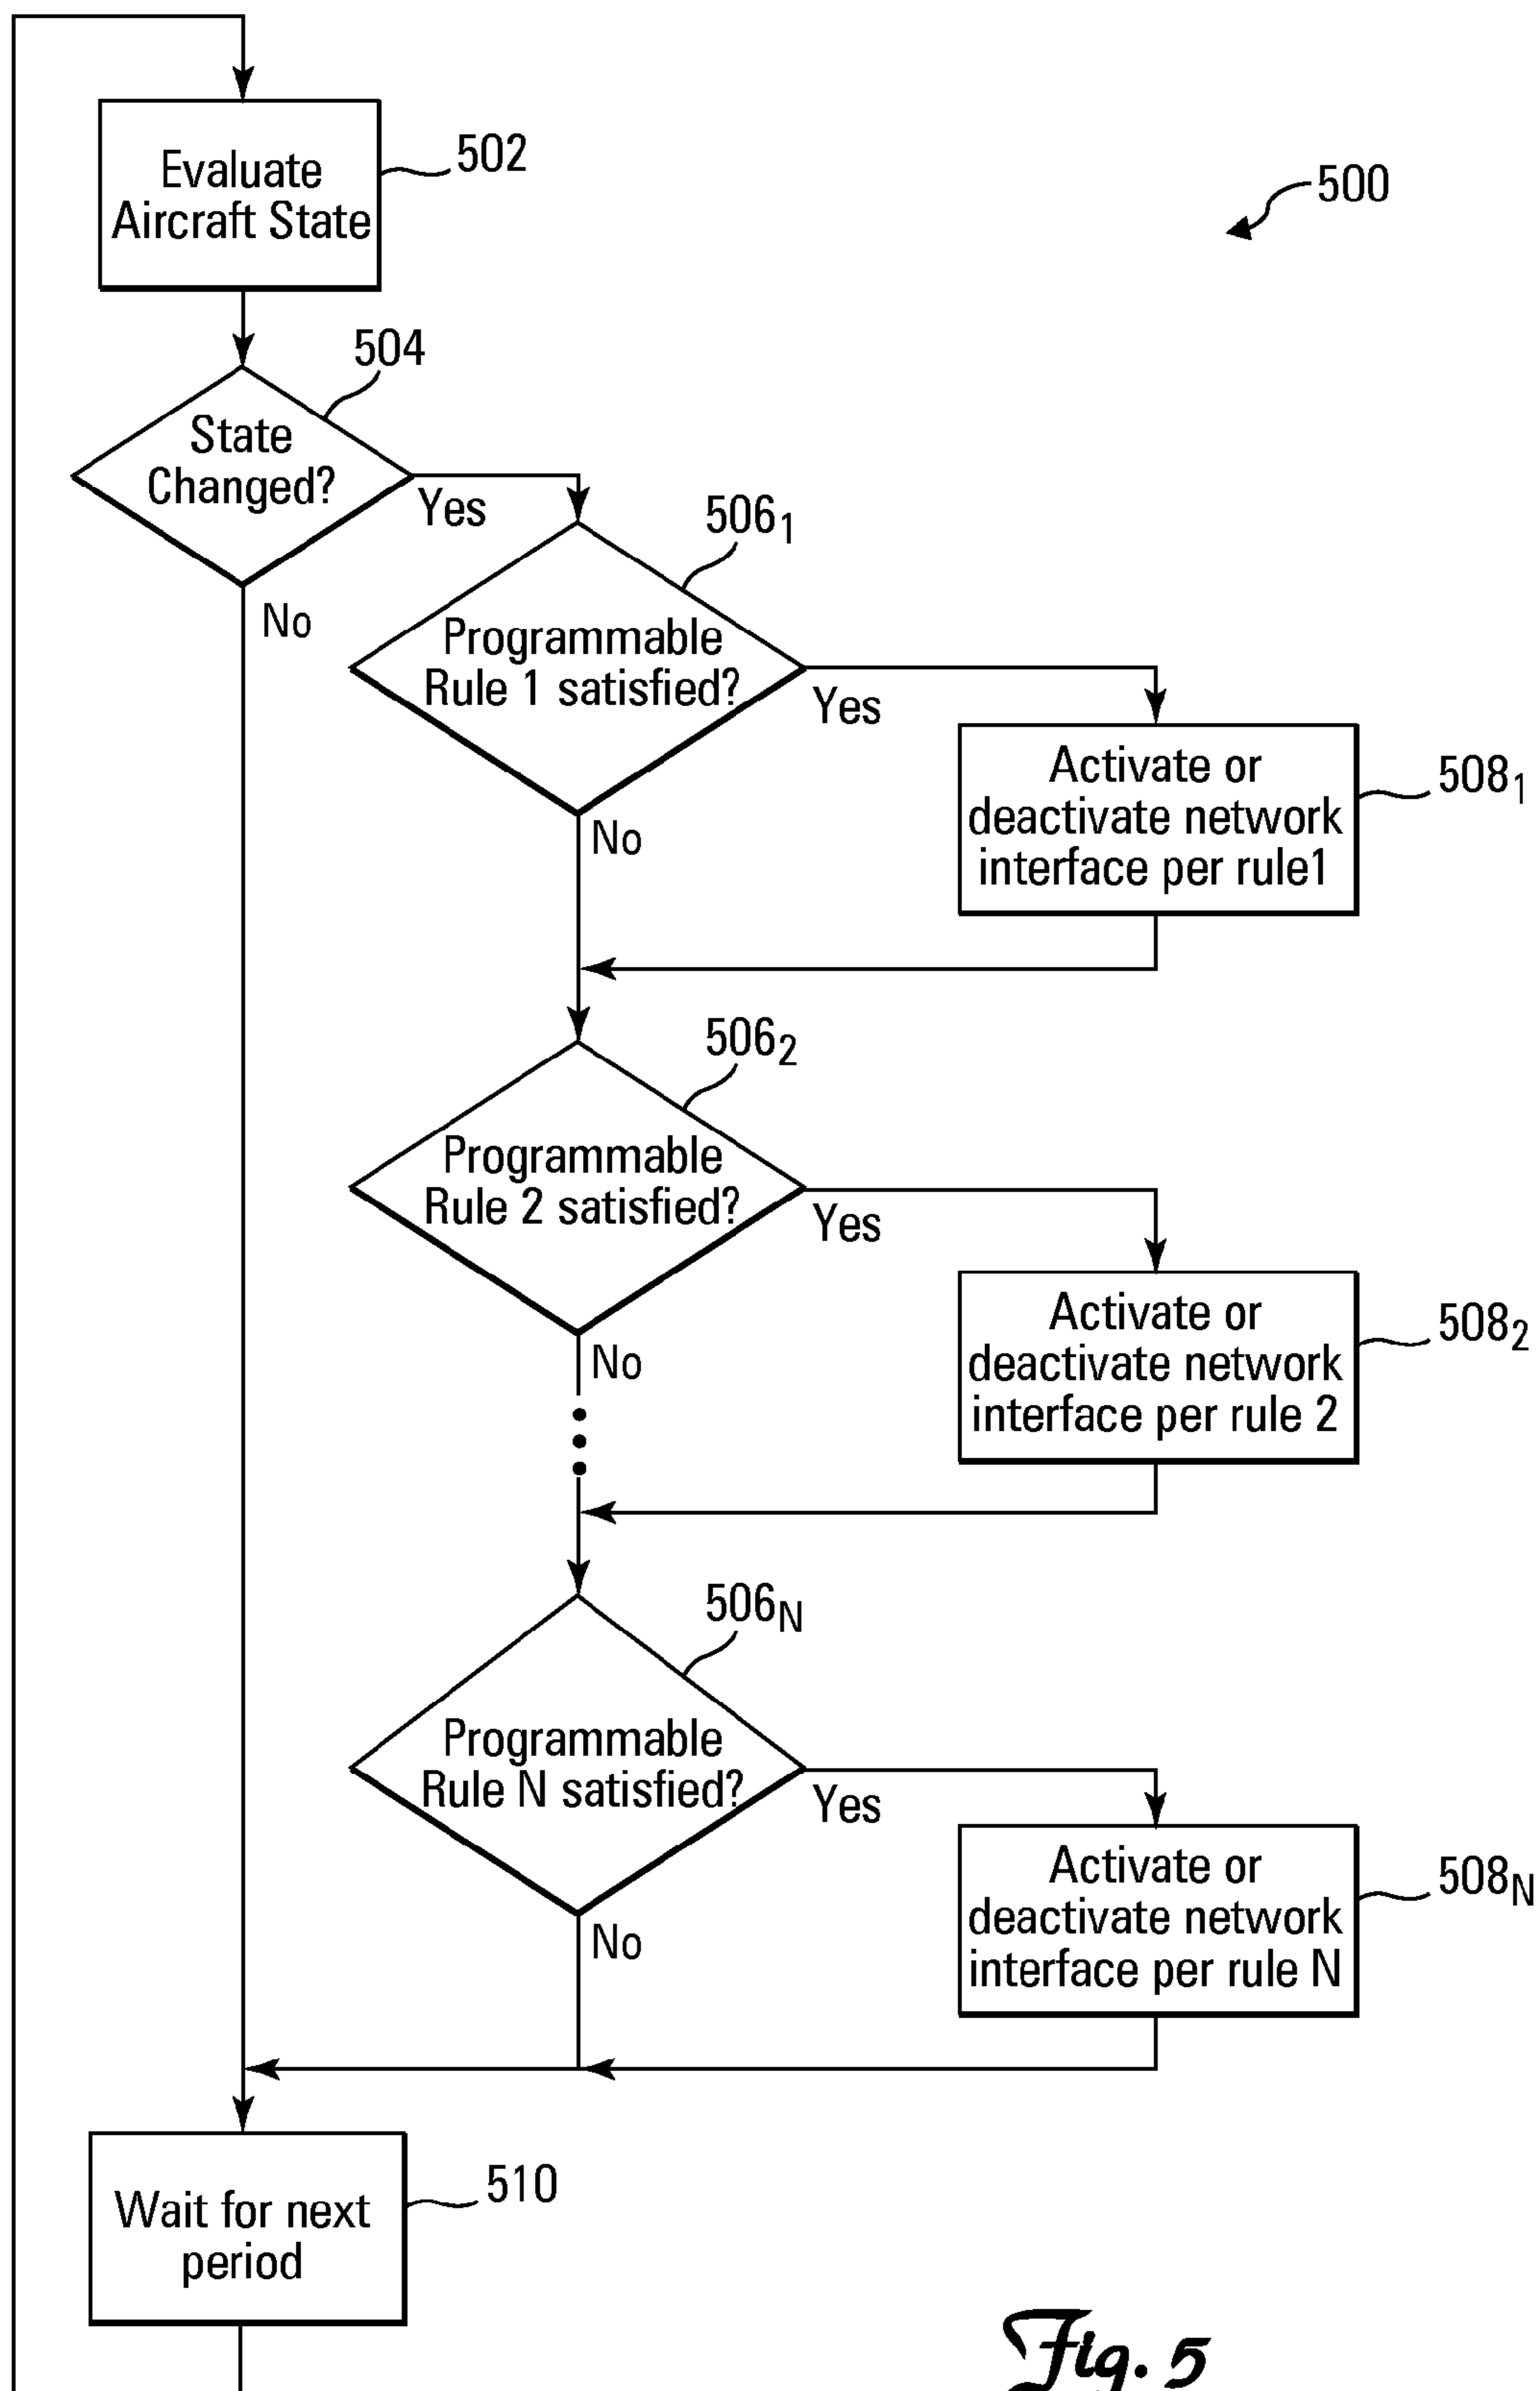 Evaluate
Aircraft State
502
500
504
State
Changed?
Yes
No
506₁
Programmable
Rule 1 satisfied?
Yes
No
Activate or
deactivate network
interface per rule1
508₁
506₂
Programmable
Rule 2 satisfied?
Yes
No
Activate or
deactivate network
interface per rule 2
508₂
506N
Programmable
Rule N satisfied?
Yes
No
Activate or
deactivate network
interface per rule N
508N
Wait for next
period
510
Fig. 5